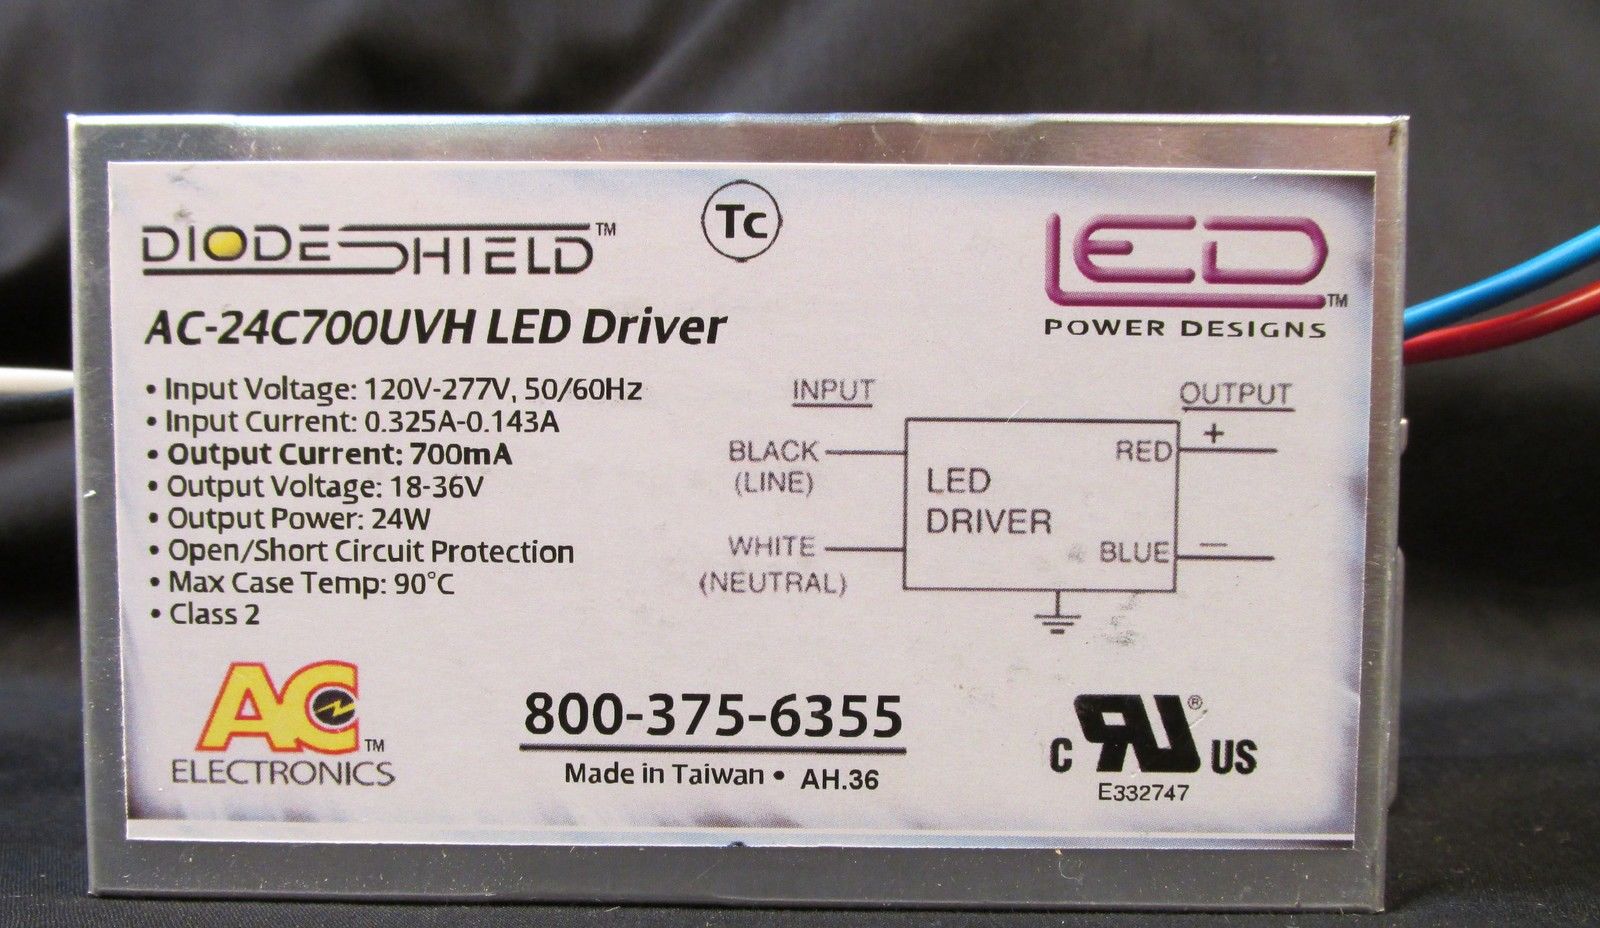 DIODE SHIELD™
Tc
LED™
POWER DESIGNS
AC-24C700UVH LED Driver
• Input Voltage: 120V-277V, 50/60Hz
• Input Current: 0.325A-0.143A
• Output Current: 700mA
• Output Voltage: 18-36V
• Output Power: 24W
• Open/Short Circuit Protection
• Max Case Temp: 90°C
• Class 2
INPUT
OUTPUT
BLACK
(LINE)
WHITE
(NEUTRAL)
LED
DRIVER
RED
+
BLUE
—
AC™
ELECTRONICS
800-375-6355
Made in Taiwan • AH.36
C RU® US
E332747